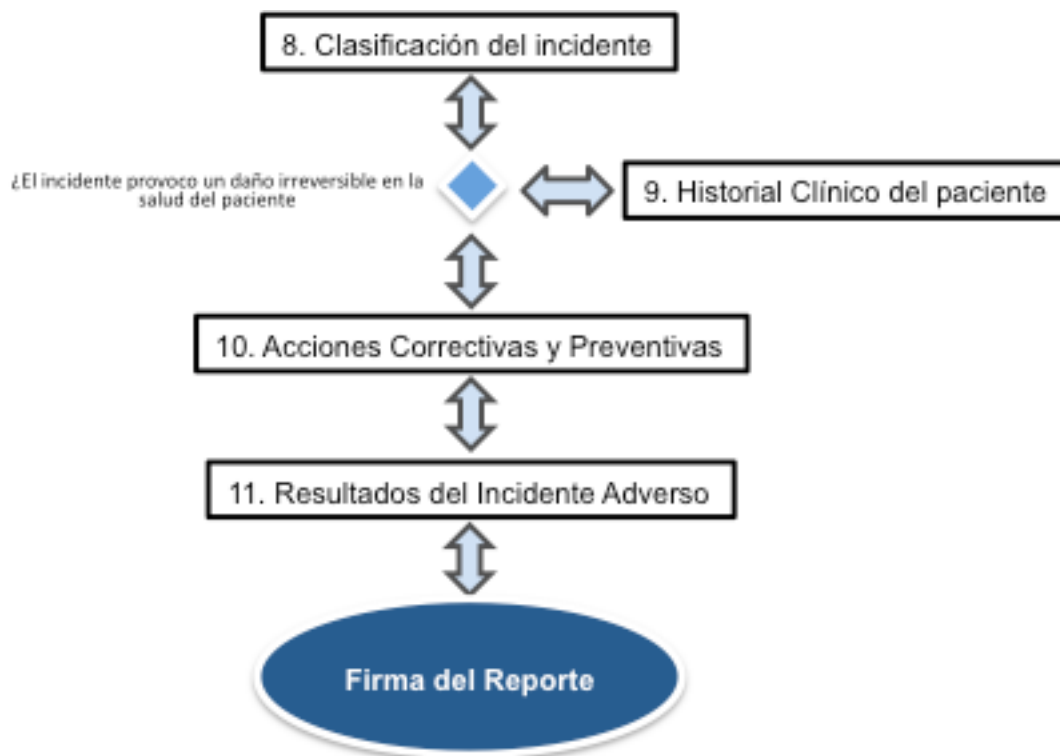 8. Clasificación del incidente
¿El incidente provoco un daño irreversible en la
salud del paciente
9. Historial Clínico del paciente
10. Acciones Correctivas y Preventivas
11. Resultados del Incidente Adverso
Firma del Reporte